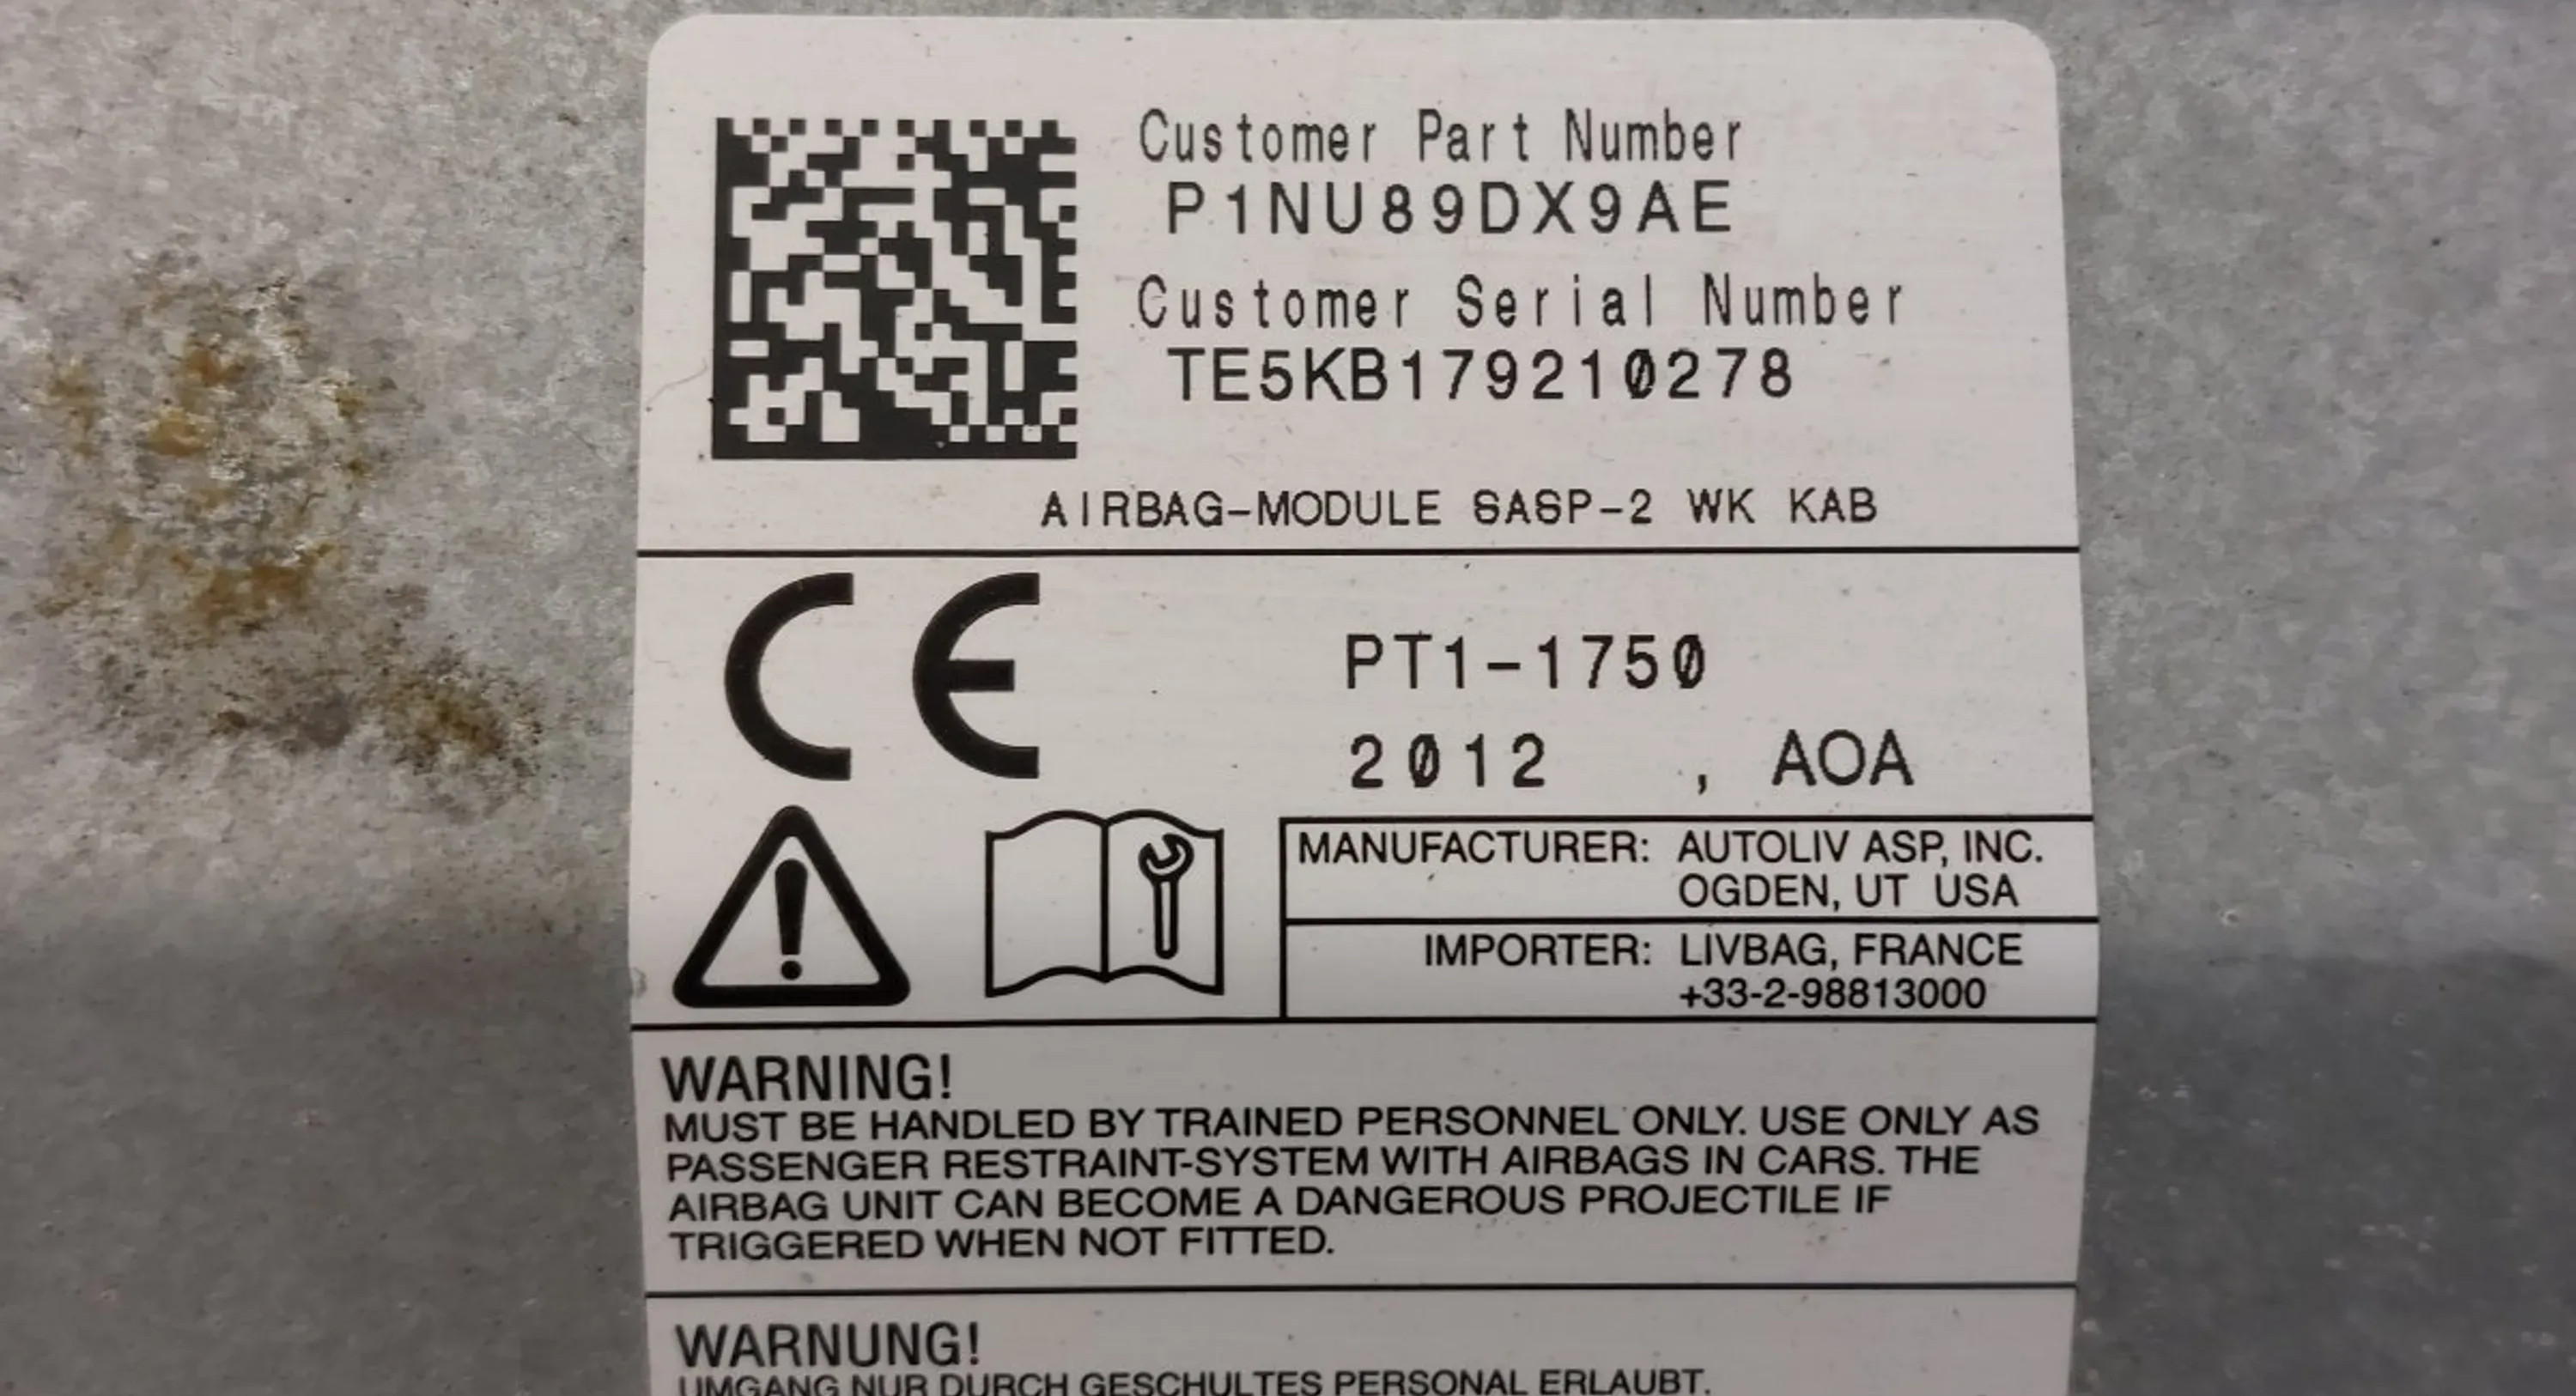 Customer Part Number
P1NU89DX9AE
Customer Serial Number
TE5KB179210278
AIRBAG-MODULE SASP-2 WK KAB
CE
PT1-1750
2012 , AOA
MANUFACTURER: AUTOLIV ASP, INC.
OGDEN, UT USA
IMPORTER: LIVBAG, FRANCE
+33-2-98813000
WARNING!
MUST BE HANDLED BY TRAINED PERSONNEL ONLY. USE ONLY AS
PASSENGER RESTRAINT-SYSTEM WITH AIRBAGS IN CARS. THE
AIRBAG UNIT CAN BECOME A DANGEROUS PROJECTILE IF
TRIGGERED WHEN NOT FITTED.
WARNUNG!
UMGANG NUR DURCH GESCHULTES PERSONAL ERLAUBT.